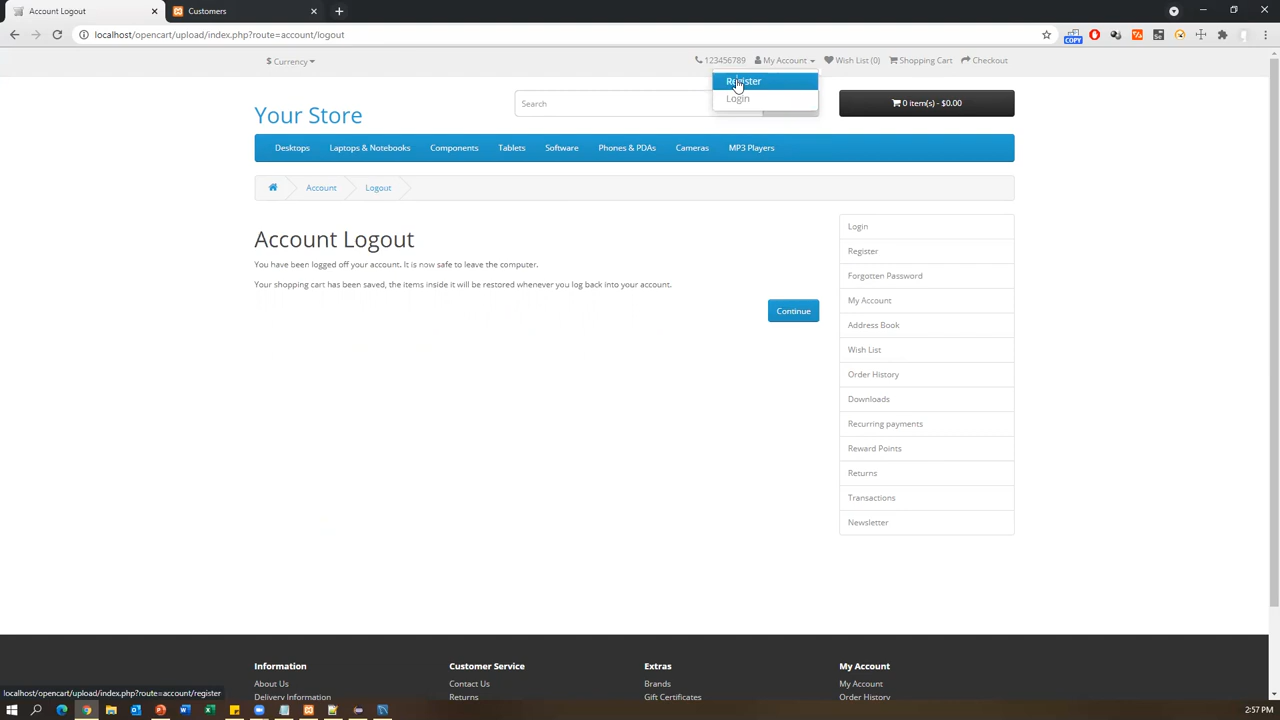 Account Logout
Customers
localhost/opencart/upload/index.php?route=account/logout
COPY
$ Currency
123456789
My Account
Wish List (0)
Shopping Cart
Checkout
Register
Login
Your Store
Search
0 item(s) - $0.00
Desktops
Laptops & Notebooks
Components
Tablets
Software
Phones & PDAs
Cameras
MP3 Players
Account
Logout
Account Logout
You have been logged off your account. It is now safe to leave the computer.
Your shopping cart has been saved, the items inside it will be restored whenever you log back into your account.
Continue
Login
Register
Forgotten Password
My Account
Address Book
Wish List
Order History
Downloads
Recurring payments
Reward Points
Returns
Transactions
Newsletter
Information
Customer Service
Extras
My Account
About Us
Contact Us
Brands
My Account
Delivery Information
Returns
Gift Certificates
Order History
localhost/opencart/upload/index.php?route=account/register
2:57 PM